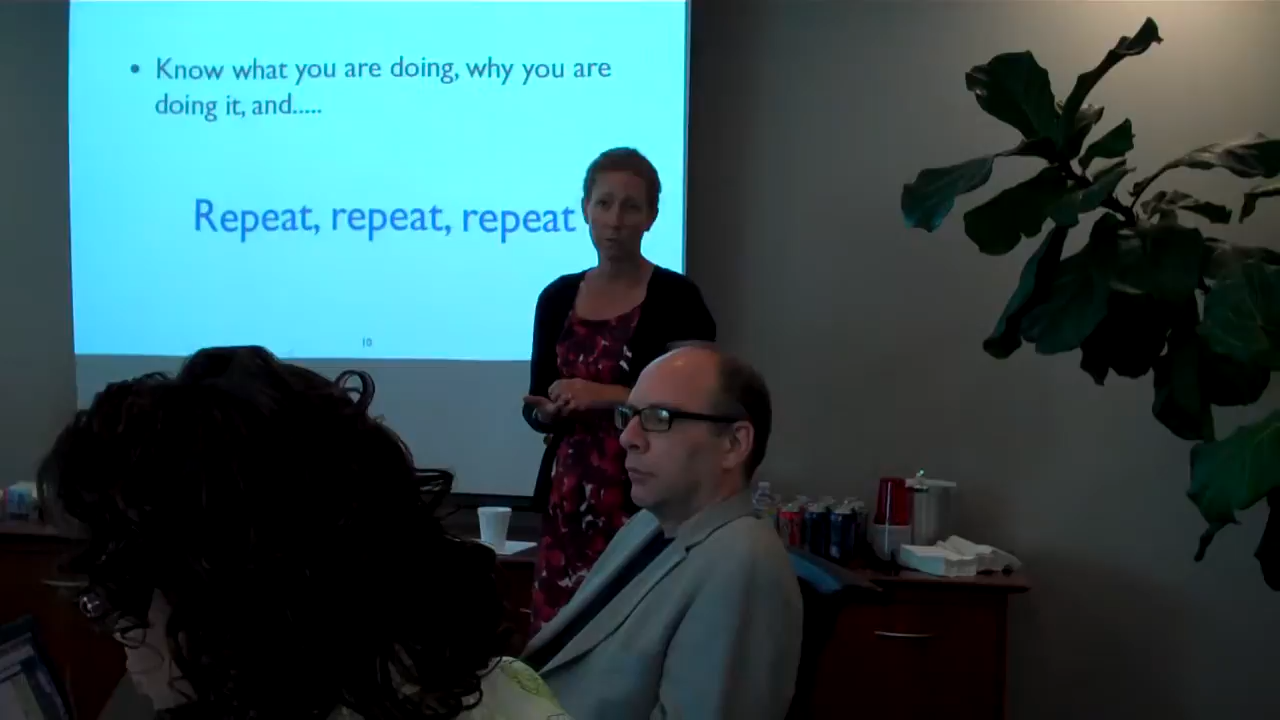 • Know what you are doing, why you are
doing it, and.....
Repeat, repeat, repeat
10